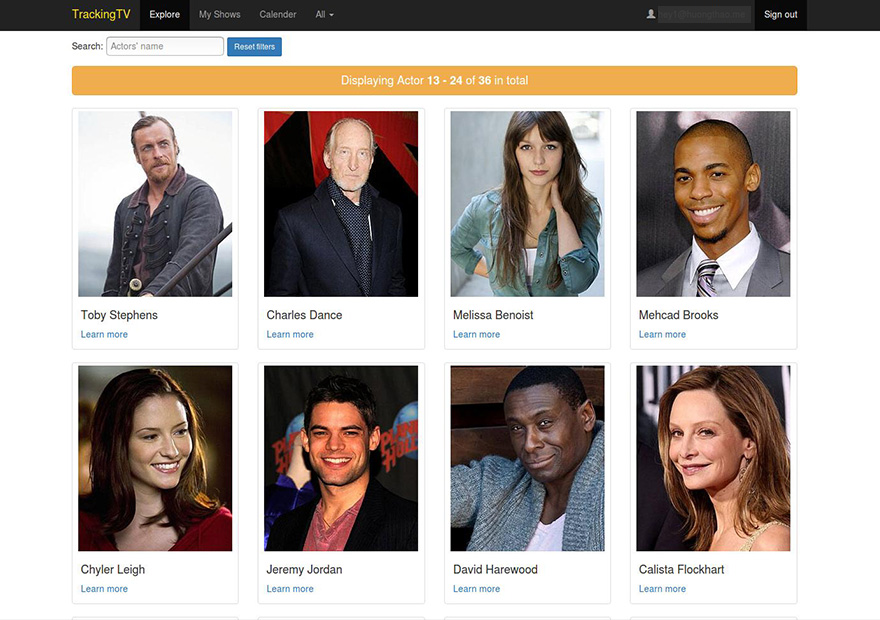 TrackingTV Explore My Shows Calender All Sign out
Search: Actors' name Reset filters
Displaying Actor 13 - 24 of 36 in total
Toby Stephens Charles Dance Melissa Benoist Mehcad Brooks
Learn more Learn more Learn more Learn more
Chyler Leigh Jeremy Jordan David Harewood Calista Flockhart
Learn more Learn more Learn more Learn more